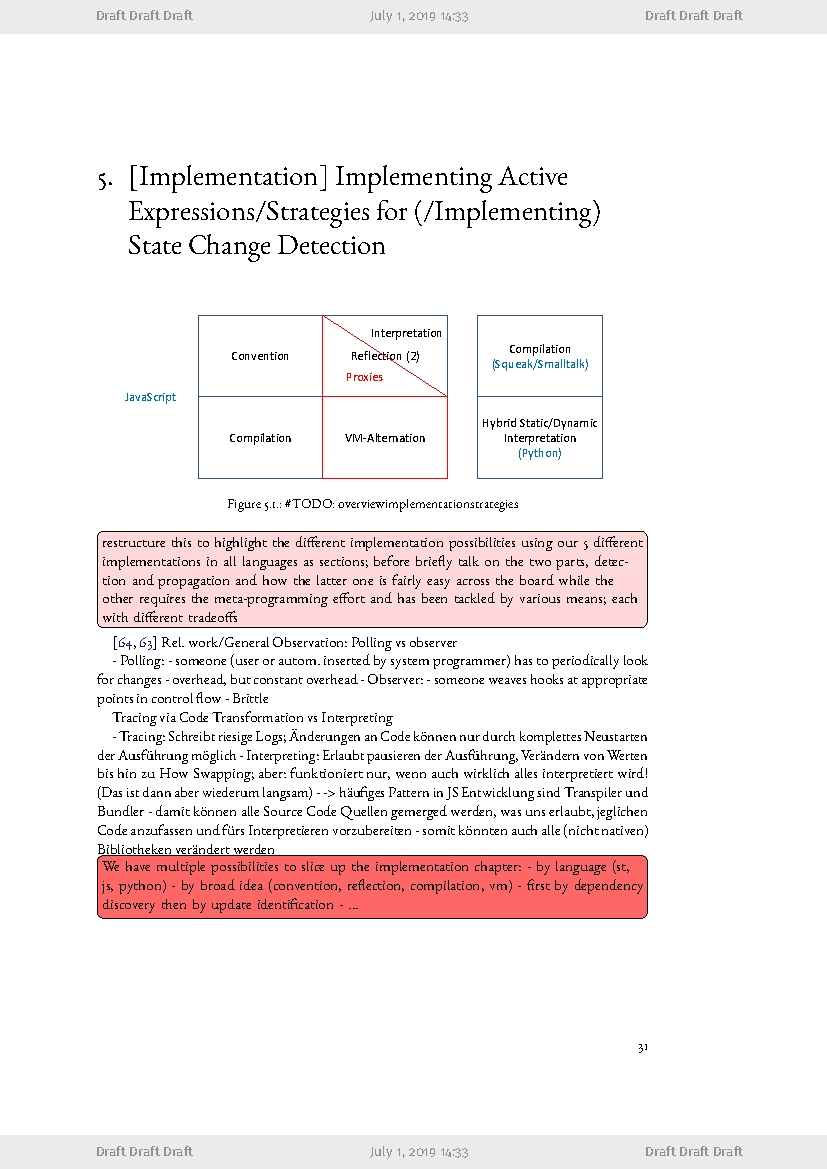 Draft Draft Draft July 1, 2019 14:33 Draft Draft Draft
5. [Implementation] Implementing Active
Expressions/Strategies for (/Implementing)
State Change Detection
Interpretation
Convention
Reflection (2)
Proxies
Compilation
(Squeak/Smalltalk)
JavaScript
Compilation
VM-Alternation
Hybrid Static/Dynamic
Interpretation
(Python)
Figure 5.1.: #TODO: overviewimplementationstrategies
restructure this to highlight the different implementation possibilities using our 5 different
implementations in all languages as sections; before briefly talk on the two parts, detec-
tion and propagation and how the latter one is fairly easy across the board while the
other requires the meta-programming effort and has been tackled by various means; each
with different tradeoffs
[64, 63] Rel. work/General Observation: Polling vs observer
- Polling: - someone (user or autom. inserted by system programmer) has to periodically look
for changes - overhead, but constant overhead - Observer: - someone weaves hooks at appropriate
points in control flow - Brittle
Tracing via Code Transformation vs Interpreting
- Tracing: Schreibt riesige Logs; Änderungen an Code können nur durch komplettes Neustarten
der Ausführung möglich - Interpreting: Erlaubt pausieren der Ausführung, Verändern von Werten
bis hin zu How Swapping; aber: funktioniert nur, wenn auch wirklich alles interpretiert wird!
(Das ist dann aber wiederum langsam) - -> häufiges Pattern in JS Entwicklung sind Transpiler und
Bundler - damit können alle Source Code Quellen gemerged werden, was uns erlaubt, jeglichen
Code anzufassen und fürs Interpretieren vorzubereiten - somit könnten auch alle (nicht nativen)
Bibliotheken verändert werden
We have multiple possibilities to slice up the implementation chapter: - by language (st,
js, python) - by broad idea (convention, reflection, compilation, vm) - first by dependency
discovery then by update identification - ...
31
Draft Draft Draft July 1, 2019 14:33 Draft Draft Draft